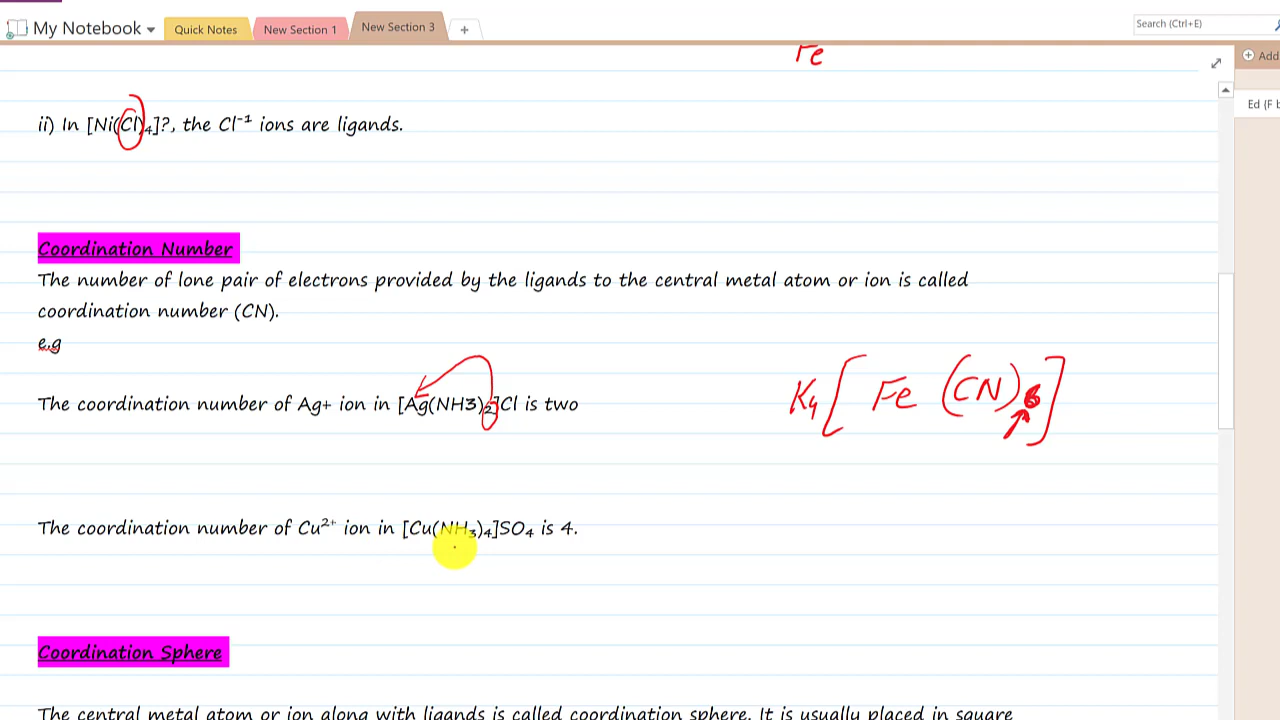 My Notebook
Quick Notes
New Section 1
New Section 3
Search (Ctrl+E)
Add
Ed (F b
Fe
ii) In [Ni(Cl)₄]?, the Cl⁻¹ ions are ligands.
Coordination Number
The number of lone pair of electrons provided by the ligands to the central metal atom or ion is called
coordination number (CN).
e.g
The coordination number of Ag+ ion in [Ag(NH3)₂]Cl is two
K₄[Fe(CN)₆]
The coordination number of Cu²⁺ ion in [Cu(NH₃)₄]SO₄ is 4.
Coordination Sphere
The central metal atom or ion along with ligands is called coordination sphere. It is usually placed in square